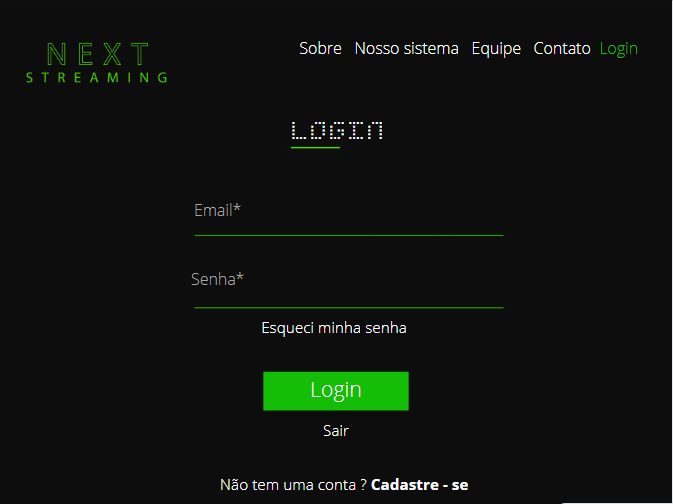 NEXT
STREAMING
Sobre Nosso sistema Equipe Contato Login
LOGIN
Email*
Senha*
Esqueci minha senha
Login
Sair
Não tem uma conta ? Cadastre - se